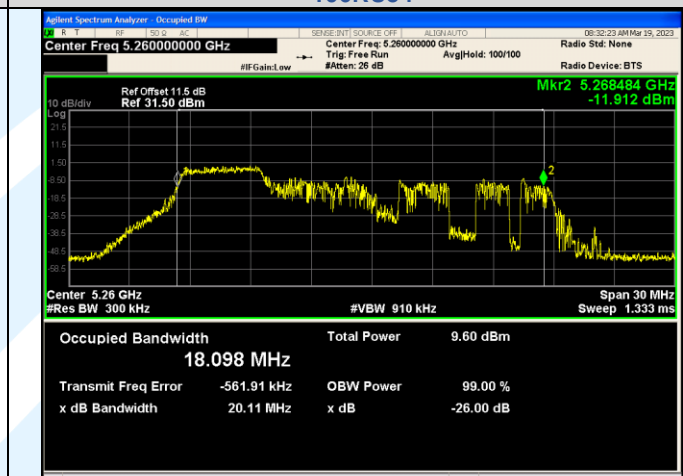 Agilent Spectrum Analyzer - Occupied BW
R T RF 50 Ω AC SENSE:INT SOURCE OFF ALIGNAUTO 08:32:23 AM Mar 19, 2023
Center Freq 5.260000000 GHz Center Freq: 5.260000000 GHz Radio Std: None
Trig: Free Run Avg|Hold: 100/100
#IFGain:Low #Atten: 26 dB Radio Device: BTS
Mkr2 5.268484 GHz
-11.912 dBm
Ref Offset 11.5 dB
10 dB/div Ref 31.50 dBm
Log
21.5
11.5
1.50
-8.50
-18.5
-28.5
-38.5
-48.5
-58.5
2
Center 5.26 GHz Span 30 MHz
#Res BW 300 kHz #VBW 910 kHz Sweep 1.333 ms
Occupied Bandwidth Total Power 9.60 dBm
18.098 MHz
Transmit Freq Error -561.91 kHz OBW Power 99.00 %
x dB Bandwidth 20.11 MHz x dB -26.00 dB